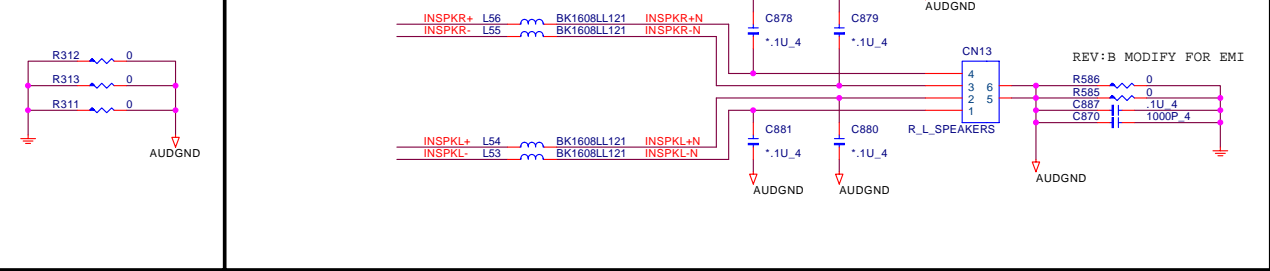 AUDGND
INSPKR+ L56 BK1608LL121 INSPKR+N C878 C879
INSPKR- L55 BK1608LL121 INSPKR-N
*.1U_4 *.1U_4
CN13
REV:B MODIFY FOR EMI
R312 0
R313 0
R311 0
4
3 6
2 5
1
R586 0
R585 0
C887 .1U_4
C870 1000P_4
R_L_SPEAKERS
C881 C880
INSPKL+ L54 BK1608LL121 INSPKL+N
INSPKL- L53 BK1608LL121 INSPKL-N
*.1U_4 *.1U_4
AUDGND
AUDGND
AUDGND AUDGND